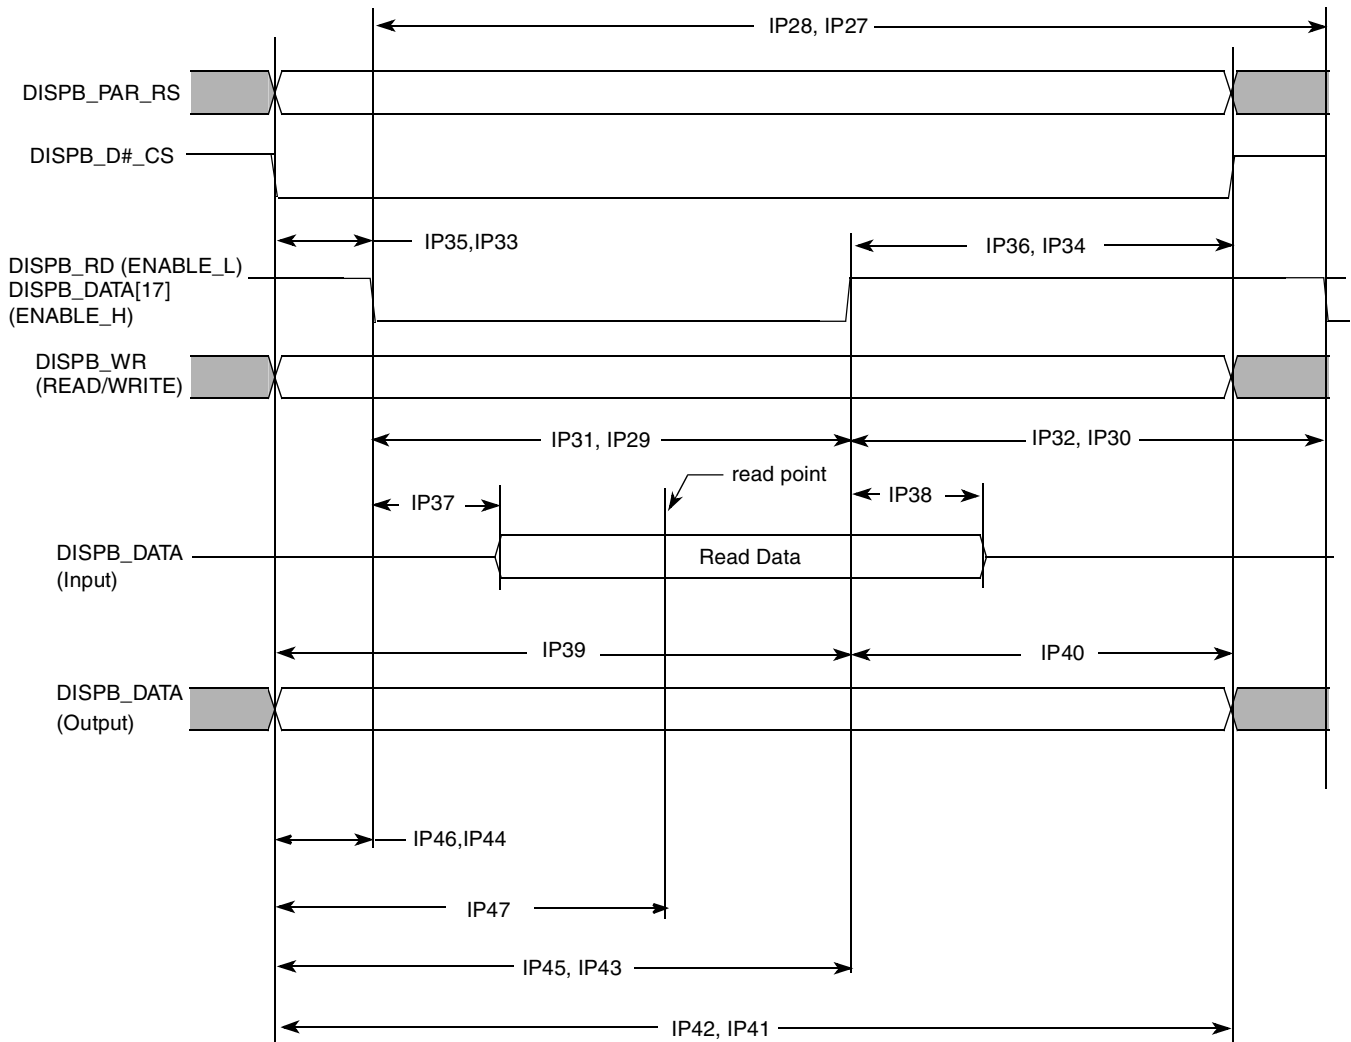 IP28, IP27
DISPB_PAR_RS
DISPB_D#_CS
IP35,IP33
IP36, IP34
DISPB_RD (ENABLE_L)
DISPB_DATA[17]
(ENABLE_H)
DISPB_WR
(READ/WRITE)
IP31, IP29
IP32, IP30
read point
IP37
IP38
DISPB_DATA
(Input)
Read Data
IP39
IP40
DISPB_DATA
(Output)
IP46,IP44
IP47
IP45, IP43
IP42, IP41